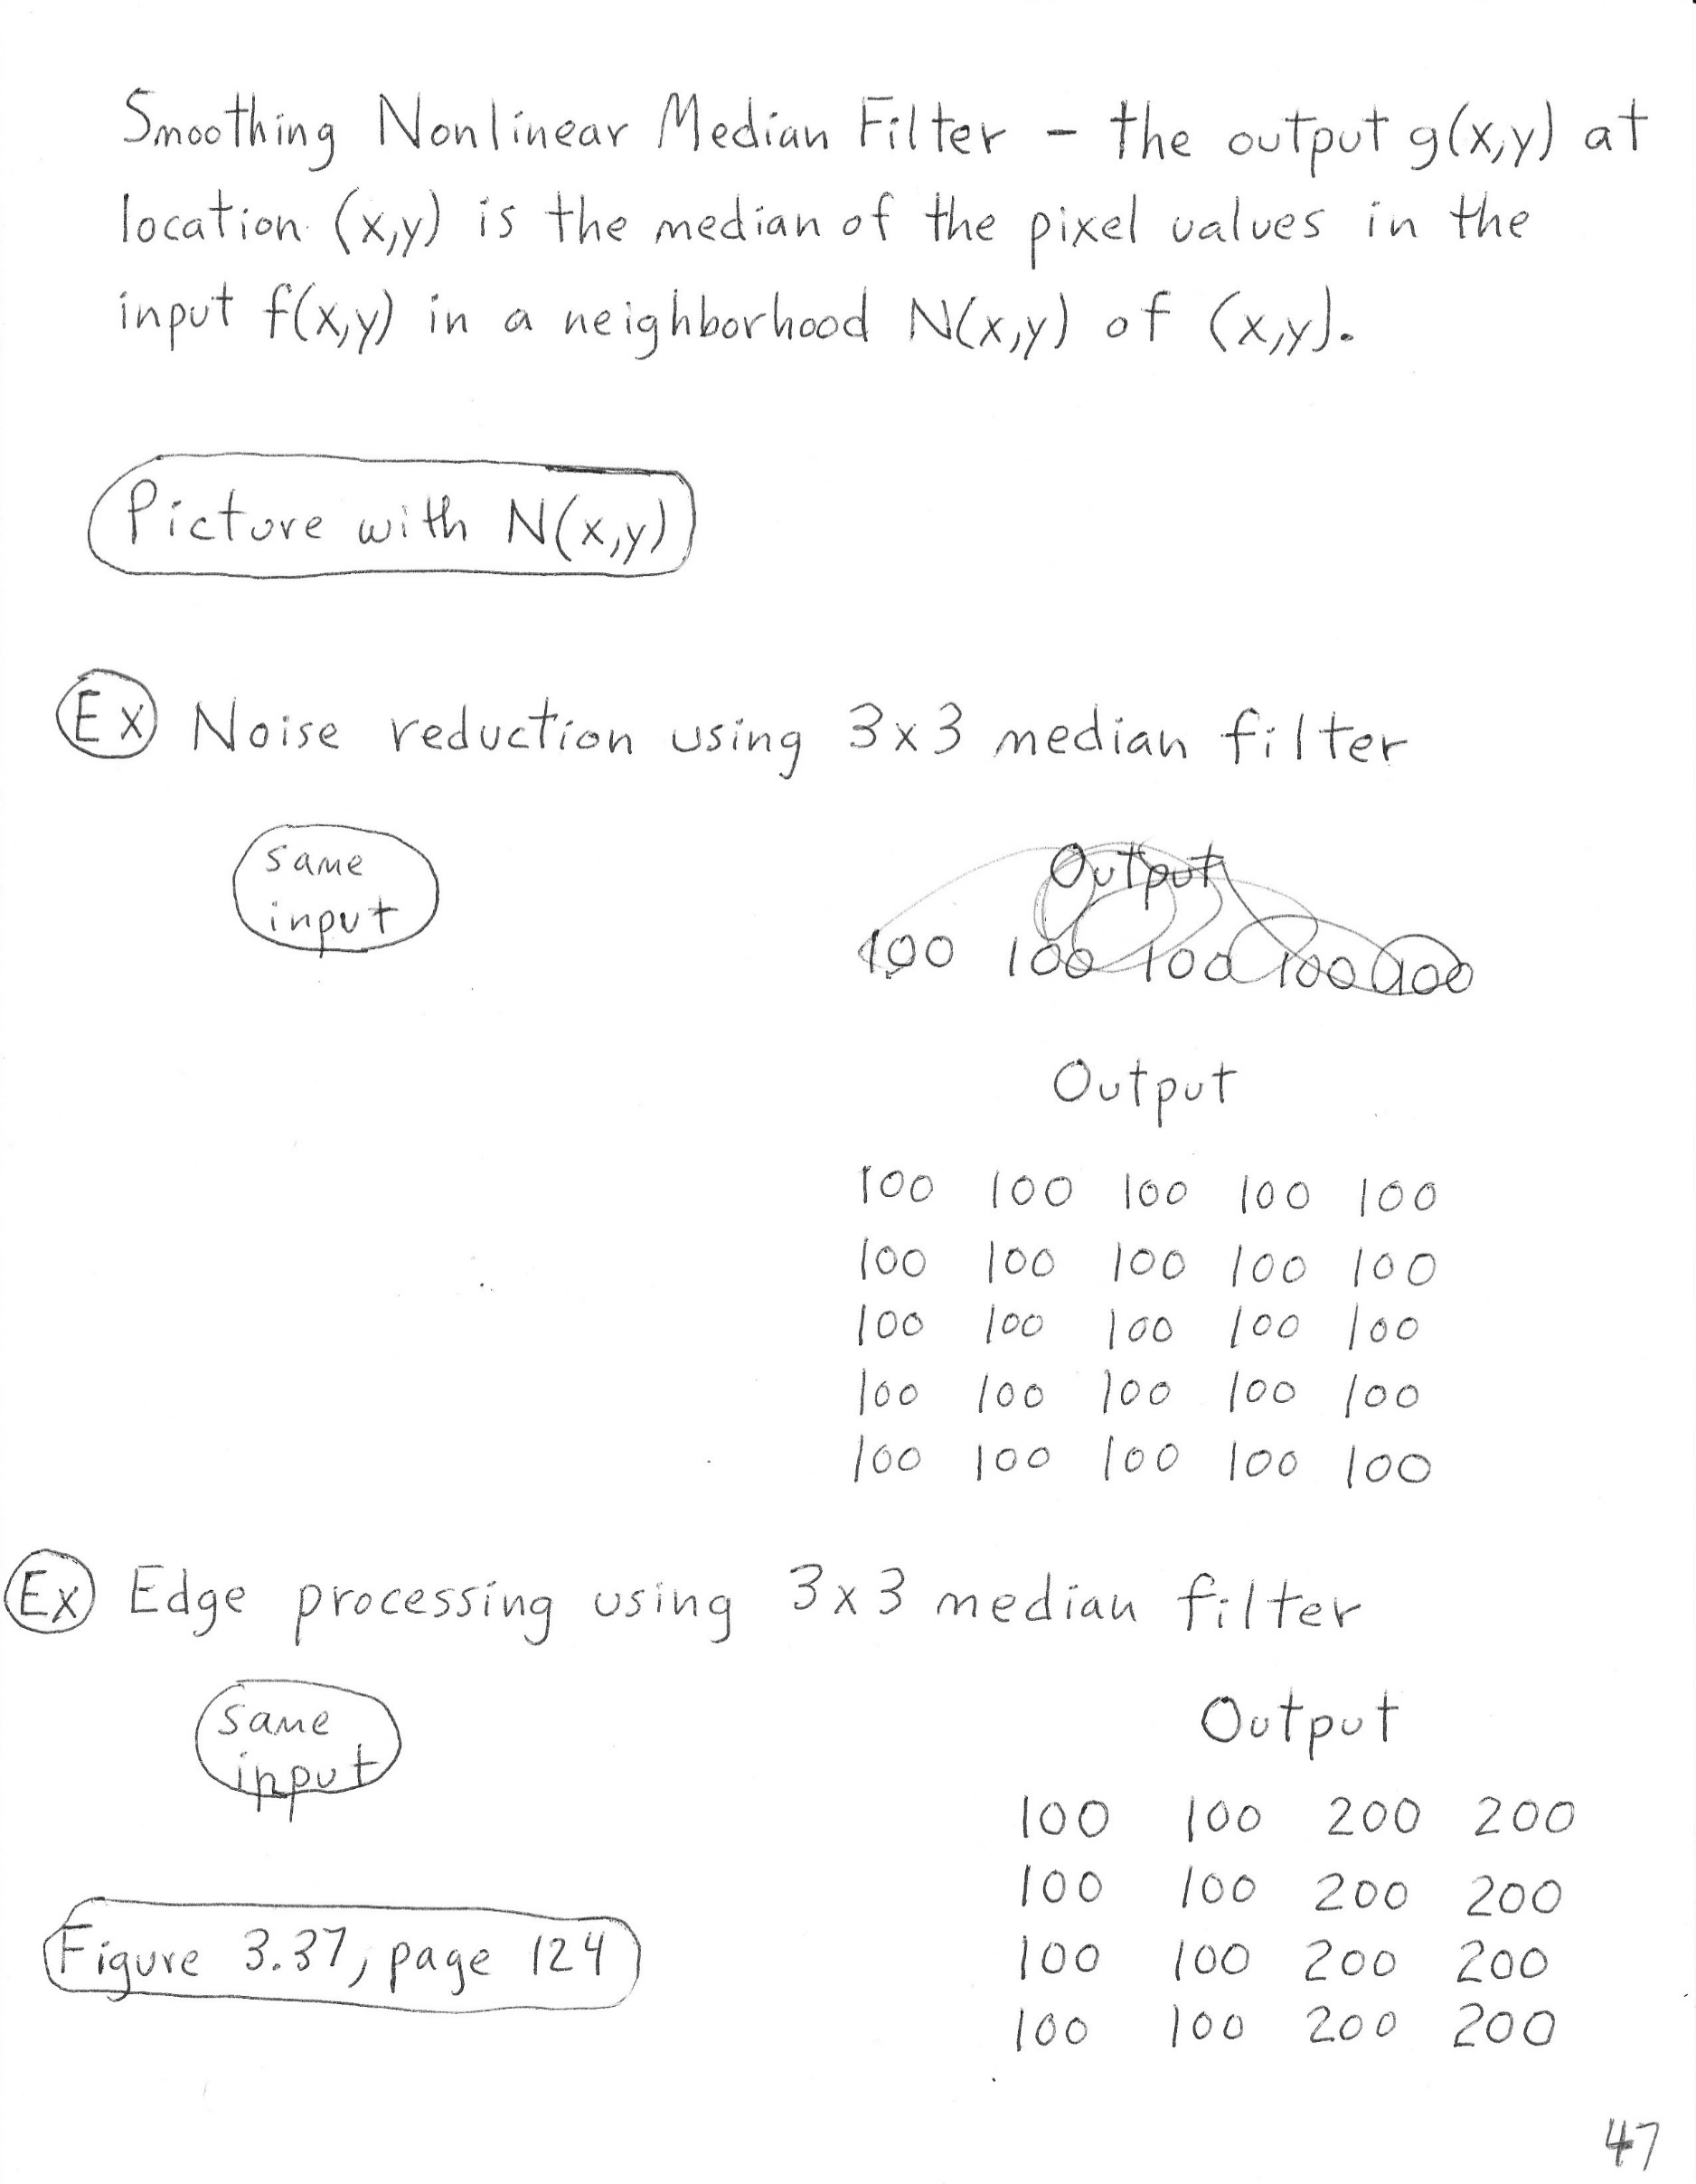 Smoothing Nonlinear Median Filter - the output g(x,y) at
location (x,y) is the median of the pixel values in the
input f(x,y) in a neighborhood N(x,y) of (x,y).
Picture with N(x,y)
Ex Noise reduction using 3x3 median filter
same
input
Output
100 100 100 100 100
Output
100 100 100 100 100
100 100 100 100 100
100 100 100 100 100
100 100 100 100 100
100 100 100 100 100
Ex Edge processing using 3x3 median filter
same
input
Output
100 100 200 200
100 100 200 200
100 100 200 200
100 100 200 200
Figure 3.37, page 124
47